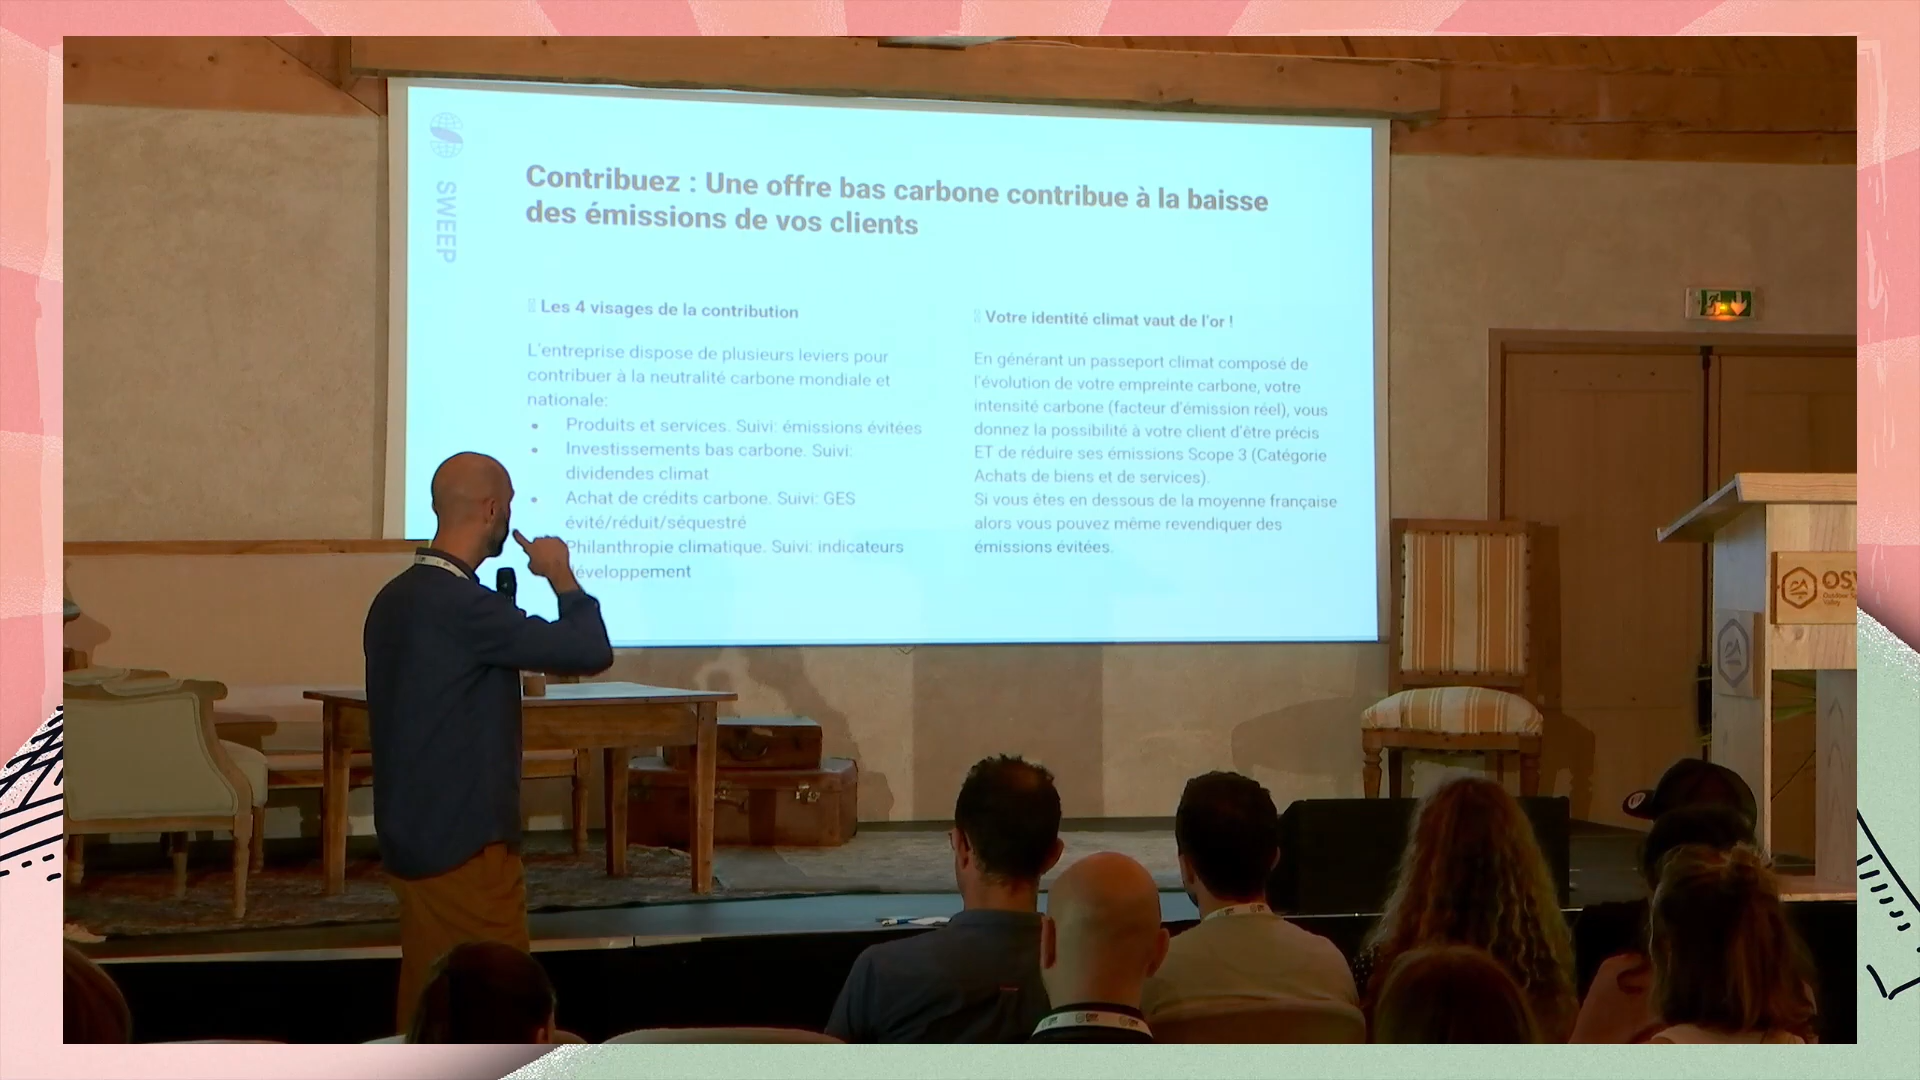 SWEEP
Contribuez : Une offre bas carbone contribue à la baisse
des émissions de vos clients
Les 4 visages de la contribution
L'entreprise dispose de plusieurs leviers pour
contribuer à la neutralité carbone mondiale et
nationale:
• Produits et services. Suivi: émissions évitées
• Investissements bas carbone. Suivi:
dividendes climat
• Achat de crédits carbone. Suivi: GES
évité/réduit/séquestré
Philanthropie climatique. Suivi: indicateurs
développement
Votre identité climat vaut de l'or !
En générant un passeport climat composé de
l'évolution de votre empreinte carbone, votre
intensité carbone (facteur d'émission réel), vous
donnez la possibilité à votre client d'être précis
ET de réduire ses émissions Scope 3 (Catégorie
Achats de biens et de services).
Si vous êtes en dessous de la moyenne française
alors vous pouvez même revendiquer des
émissions évitées.
Outdoor
Valley